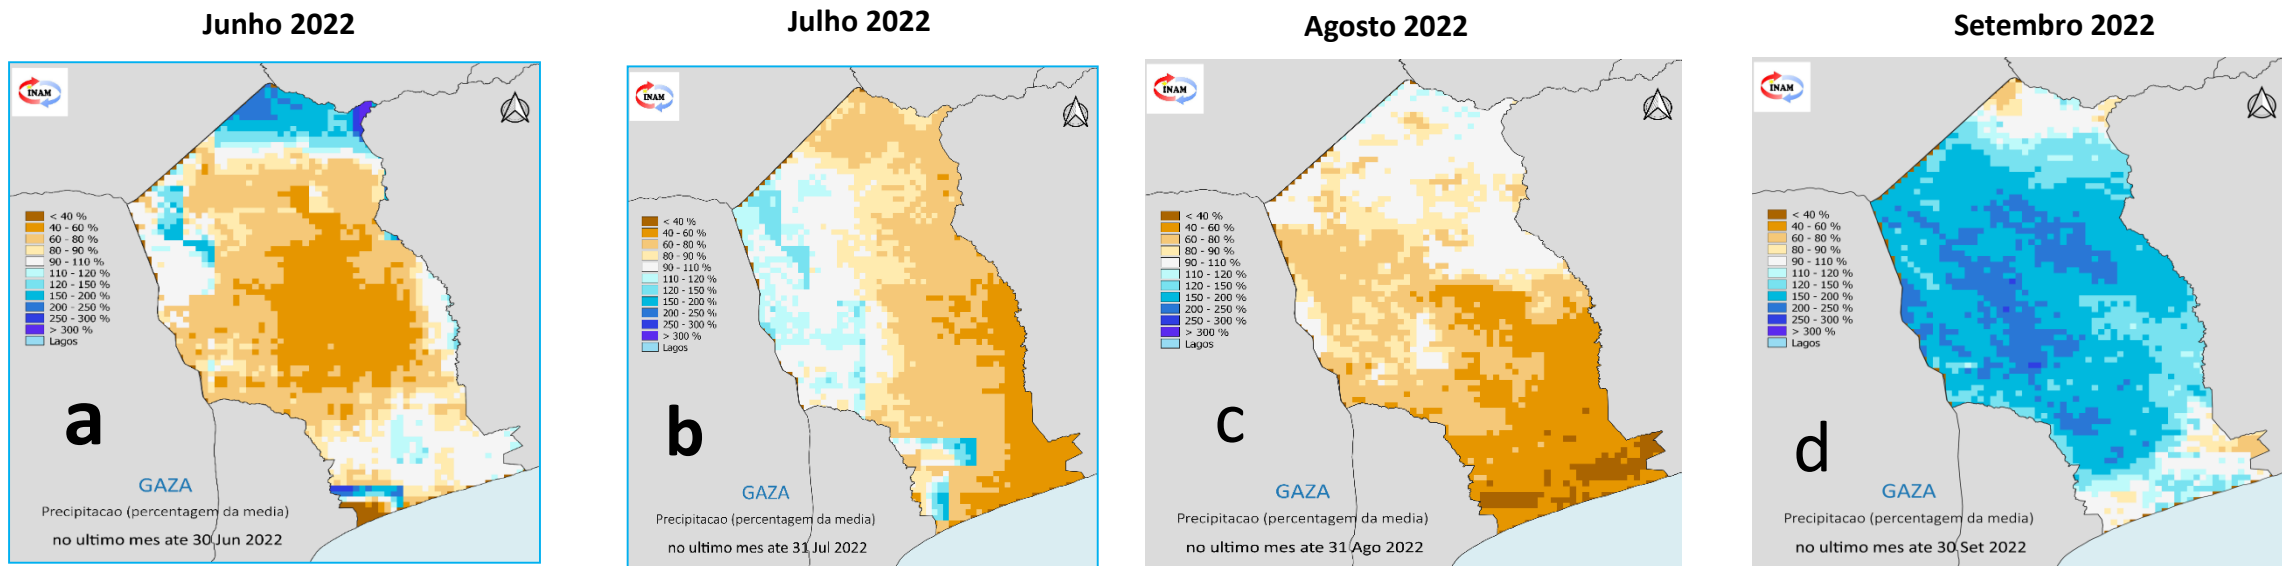 Junho 2022
INAM
< 40 %
40 - 60 %
60 - 80 %
80 - 90 %
90 - 110 %
110 - 120 %
120 - 150 %
150 - 200 %
200 - 250 %
250 - 300 %
> 300 %
Lagos
a
GAZA
Precipitacao (percentagem da media)
no ultimo mes ate 30 Jun 2022
Julho 2022
INAM
< 40 %
40 - 60 %
60 - 80 %
80 - 90 %
90 - 110 %
110 - 120 %
120 - 150 %
150 - 200 %
200 - 250 %
250 - 300 %
> 300 %
Lagos
b
GAZA
Precipitacao (percentagem da media)
no ultimo mes ate 31 Jul 2022
Agosto 2022
INAM
< 40 %
40 - 60 %
60 - 80 %
80 - 90 %
90 - 110 %
110 - 120 %
120 - 150 %
150 - 200 %
200 - 250 %
250 - 300 %
> 300 %
Lagos
c
GAZA
Precipitacao (percentagem da media)
no ultimo mes ate 31 Ago 2022
Setembro 2022
INAM
< 40 %
40 - 60 %
60 - 80 %
80 - 90 %
90 - 110 %
110 - 120 %
120 - 150 %
150 - 200 %
200 - 250 %
250 - 300 %
> 300 %
Lagos
d
GAZA
Precipitacao (percentagem da media)
no ultimo mes ate 30 Set 2022